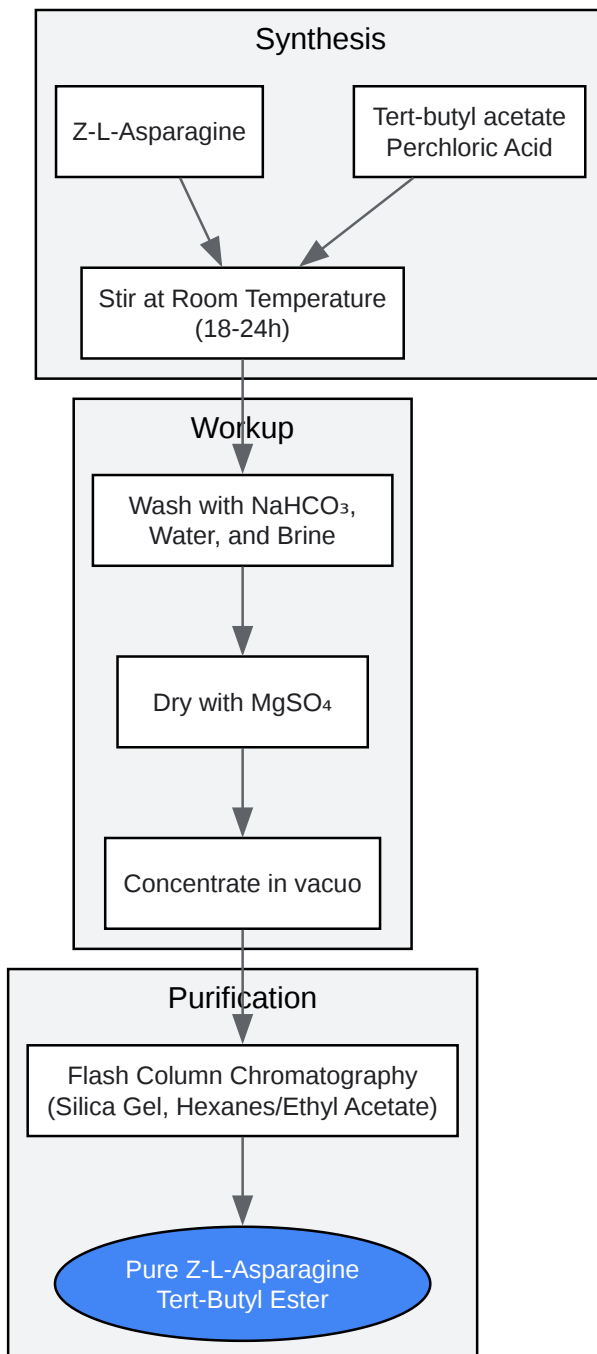 Synthesis
Z-L-Asparagine
Tert-butyl acetate
Perchloric Acid
Stir at Room Temperature
(18-24h)
Workup
Wash with NaHCO₃,
Water, and Brine
Dry with MgSO₄
Concentrate in vacuo
Purification
Flash Column Chromatography
(Silica Gel, Hexanes/Ethyl Acetate)
Pure Z-L-Asparagine
Tert-Butyl Ester